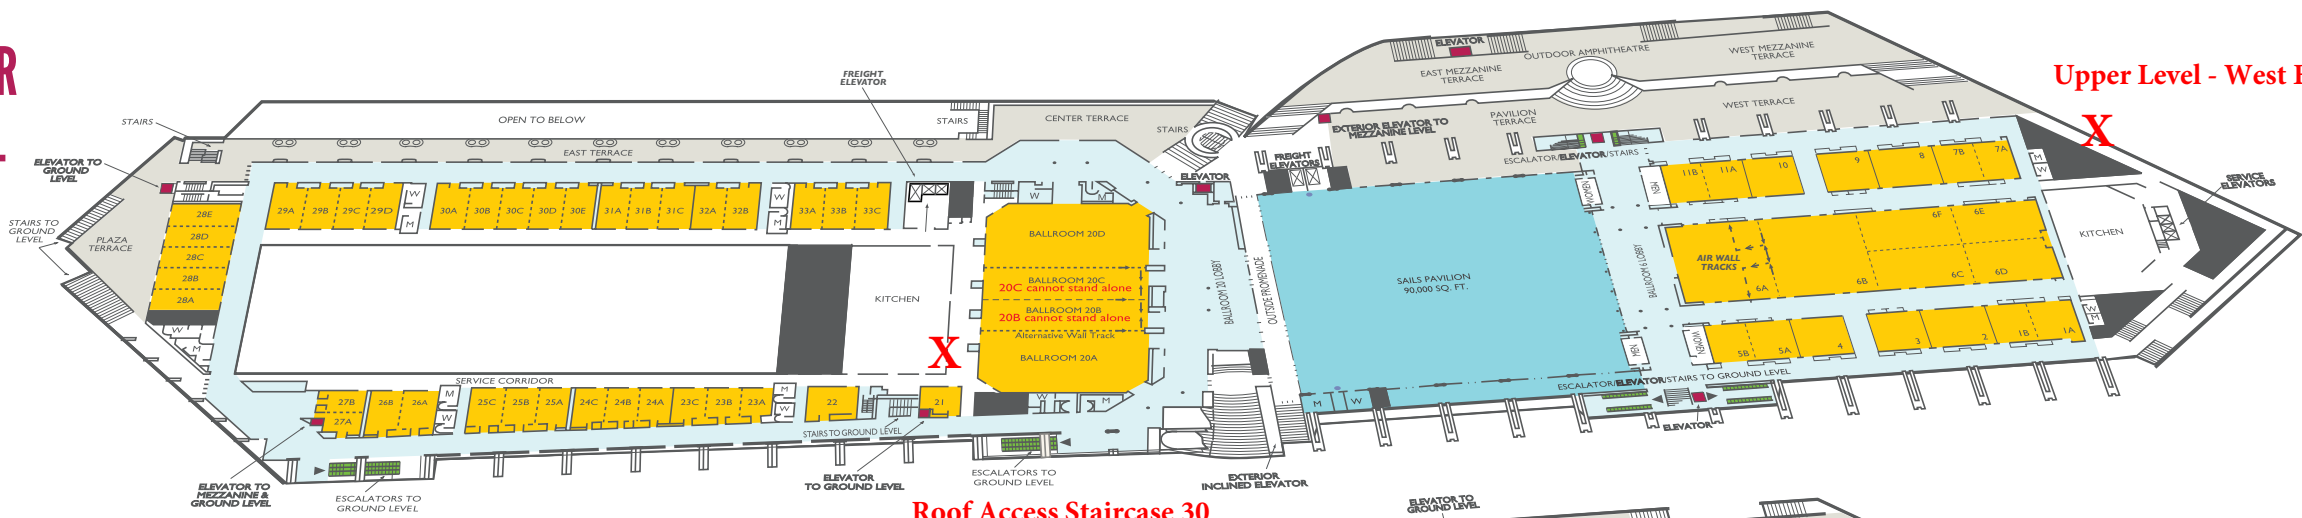 R
Upper Level - West
X
ELEVATOR
OUTDOOR AMPHITHEATRE
WEST MEZZANINE
TERRACE
EAST MEZZANINE
TERRACE
FREIGHT
ELEVATOR
STAIRS
OPEN TO BELOW
STAIRS
CENTER TERRACE
STAIRS
EXTERIOR ELEVATOR TO
MEZZANINE LEVEL
PAVILION
TERRACE
WEST TERRACE
EAST TERRACE
ELEVATOR TO
GROUND
LEVEL
FREIGHT
ELEVATORS
ESCALATOR/ELEVATOR/STAIRS
ELEVATOR
SERVICE
ELEVATORS
STAIRS TO
GROUND
LEVEL
PLAZA
TERRACE
28E
28D
28C
28B
28A
W
M
29A
29B
29C
29D
W
M
30A
30B
30C
30D
30E
31A
31B
31C
32A
32B
W
M
33A
33B
33C
W
M
BALLROOM 20D
BALLROOM 20C
20C cannot stand alone
BALLROOM 20B
20B cannot stand alone
Alternative Wall Track
BALLROOM 20A
KITCHEN
X
BALLROOM 20 LOBBY
OUTSIDE PROMENADE
SAILS PAVILION
90,000 SQ. FT.
WOMEN
MEN
11B
11A
10
9
8
7B
7A
M
W
BALLROOM 6 LOBBY
AIR WALL
TRACKS
6A
6B
6F
6E
6C
6D
KITCHEN
MEN
WOMEN
5B
5A
4
3
2
1B
1A
W
M
SERVICE CORRIDOR
27B
27A
26B
26A
M
W
25C
25B
25A
24C
24B
24A
23C
23B
23A
M
W
22
21
W
M
M
W
STAIRS TO GROUND LEVEL
ESCALATOR/ELEVATOR/STAIRS TO GROUND LEVEL
ELEVATOR
ELEVATOR TO
MEZZANINE &
GROUND LEVEL
ESCALATORS TO
GROUND LEVEL
ELEVATOR
TO GROUND LEVEL
ESCALATORS TO
GROUND LEVEL
EXTERIOR
INCLINED ELEVATOR
Roof Access Staircase 30
ELEVATOR TO
GROUND LEVEL